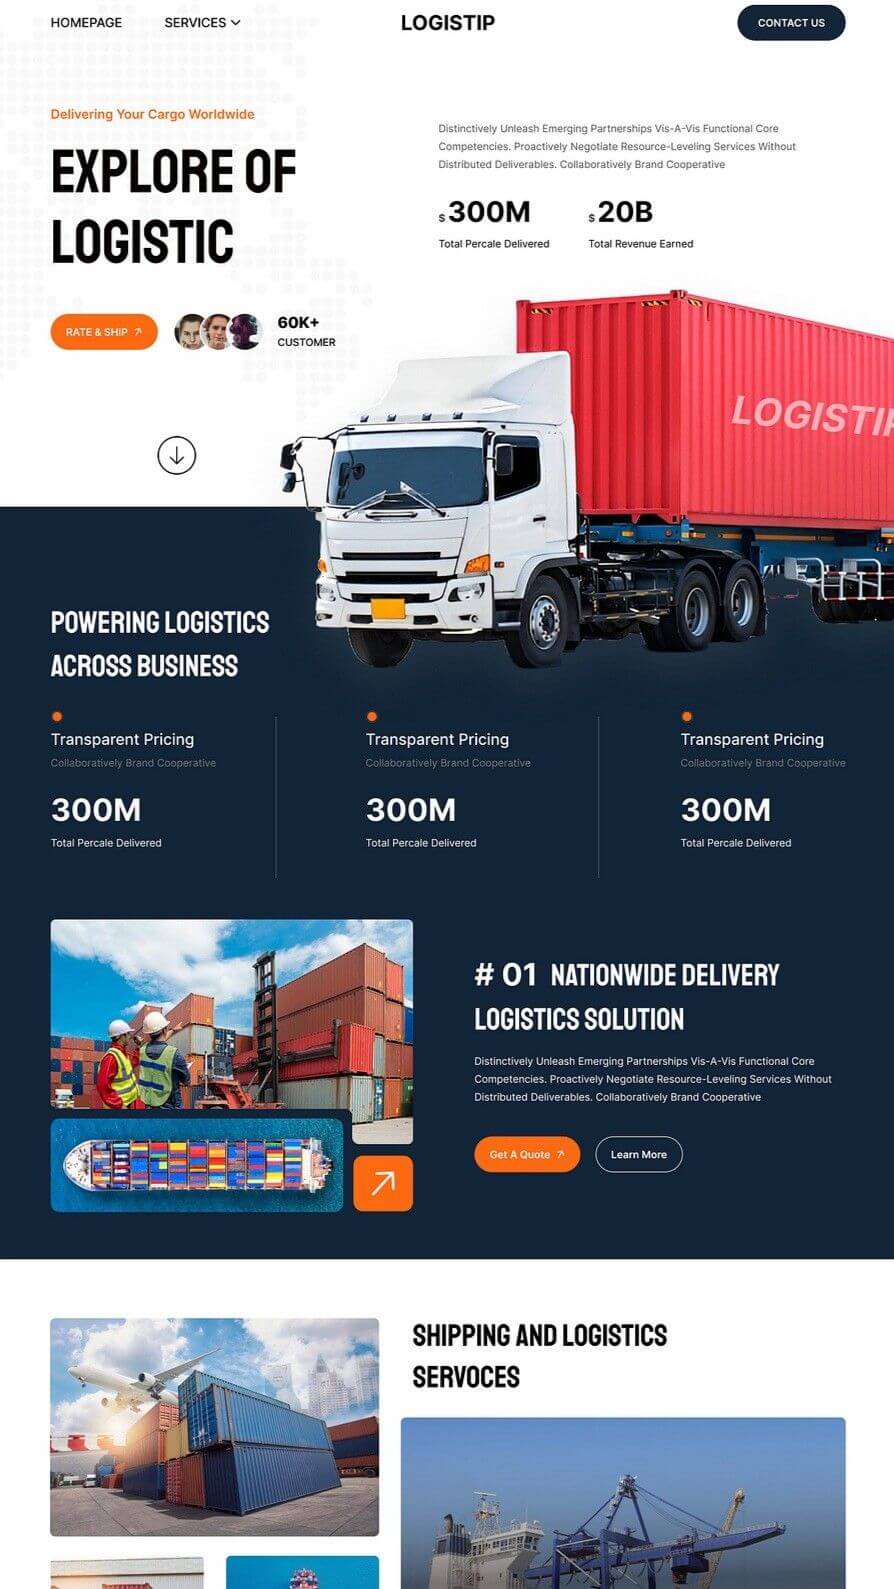 HOMEPAGE
SERVICES
LOGISTIP
CONTACT US
Delivering Your Cargo Worldwide
EXPLORE OF
LOGISTIC
RATE & SHIP
60K+
CUSTOMER
Distinctively Unleash Emerging Partnerships Vis-A-Vis Functional Core
Competencies. Proactively Negotiate Resource-Leveling Services Without
Distributed Deliverables. Collaboratively Brand Cooperative
$ 300M
Total Percale Delivered
$ 20B
Total Revenue Earned
LOGISTIP
POWERING LOGISTICS
ACROSS BUSINESS
Transparent Pricing
Collaboratively Brand Cooperative
300M
Total Percale Delivered
Transparent Pricing
Collaboratively Brand Cooperative
300M
Total Percale Delivered
Transparent Pricing
Collaboratively Brand Cooperative
300M
Total Percale Delivered
# 01 NATIONWIDE DELIVERY
LOGISTICS SOLUTION
Distinctively Unleash Emerging Partnerships Vis-A-Vis Functional Core
Competencies. Proactively Negotiate Resource-Leveling Services Without
Distributed Deliverables. Collaboratively Brand Cooperative
Get A Quote
Learn More
SHIPPING AND LOGISTICS
SERVOCES